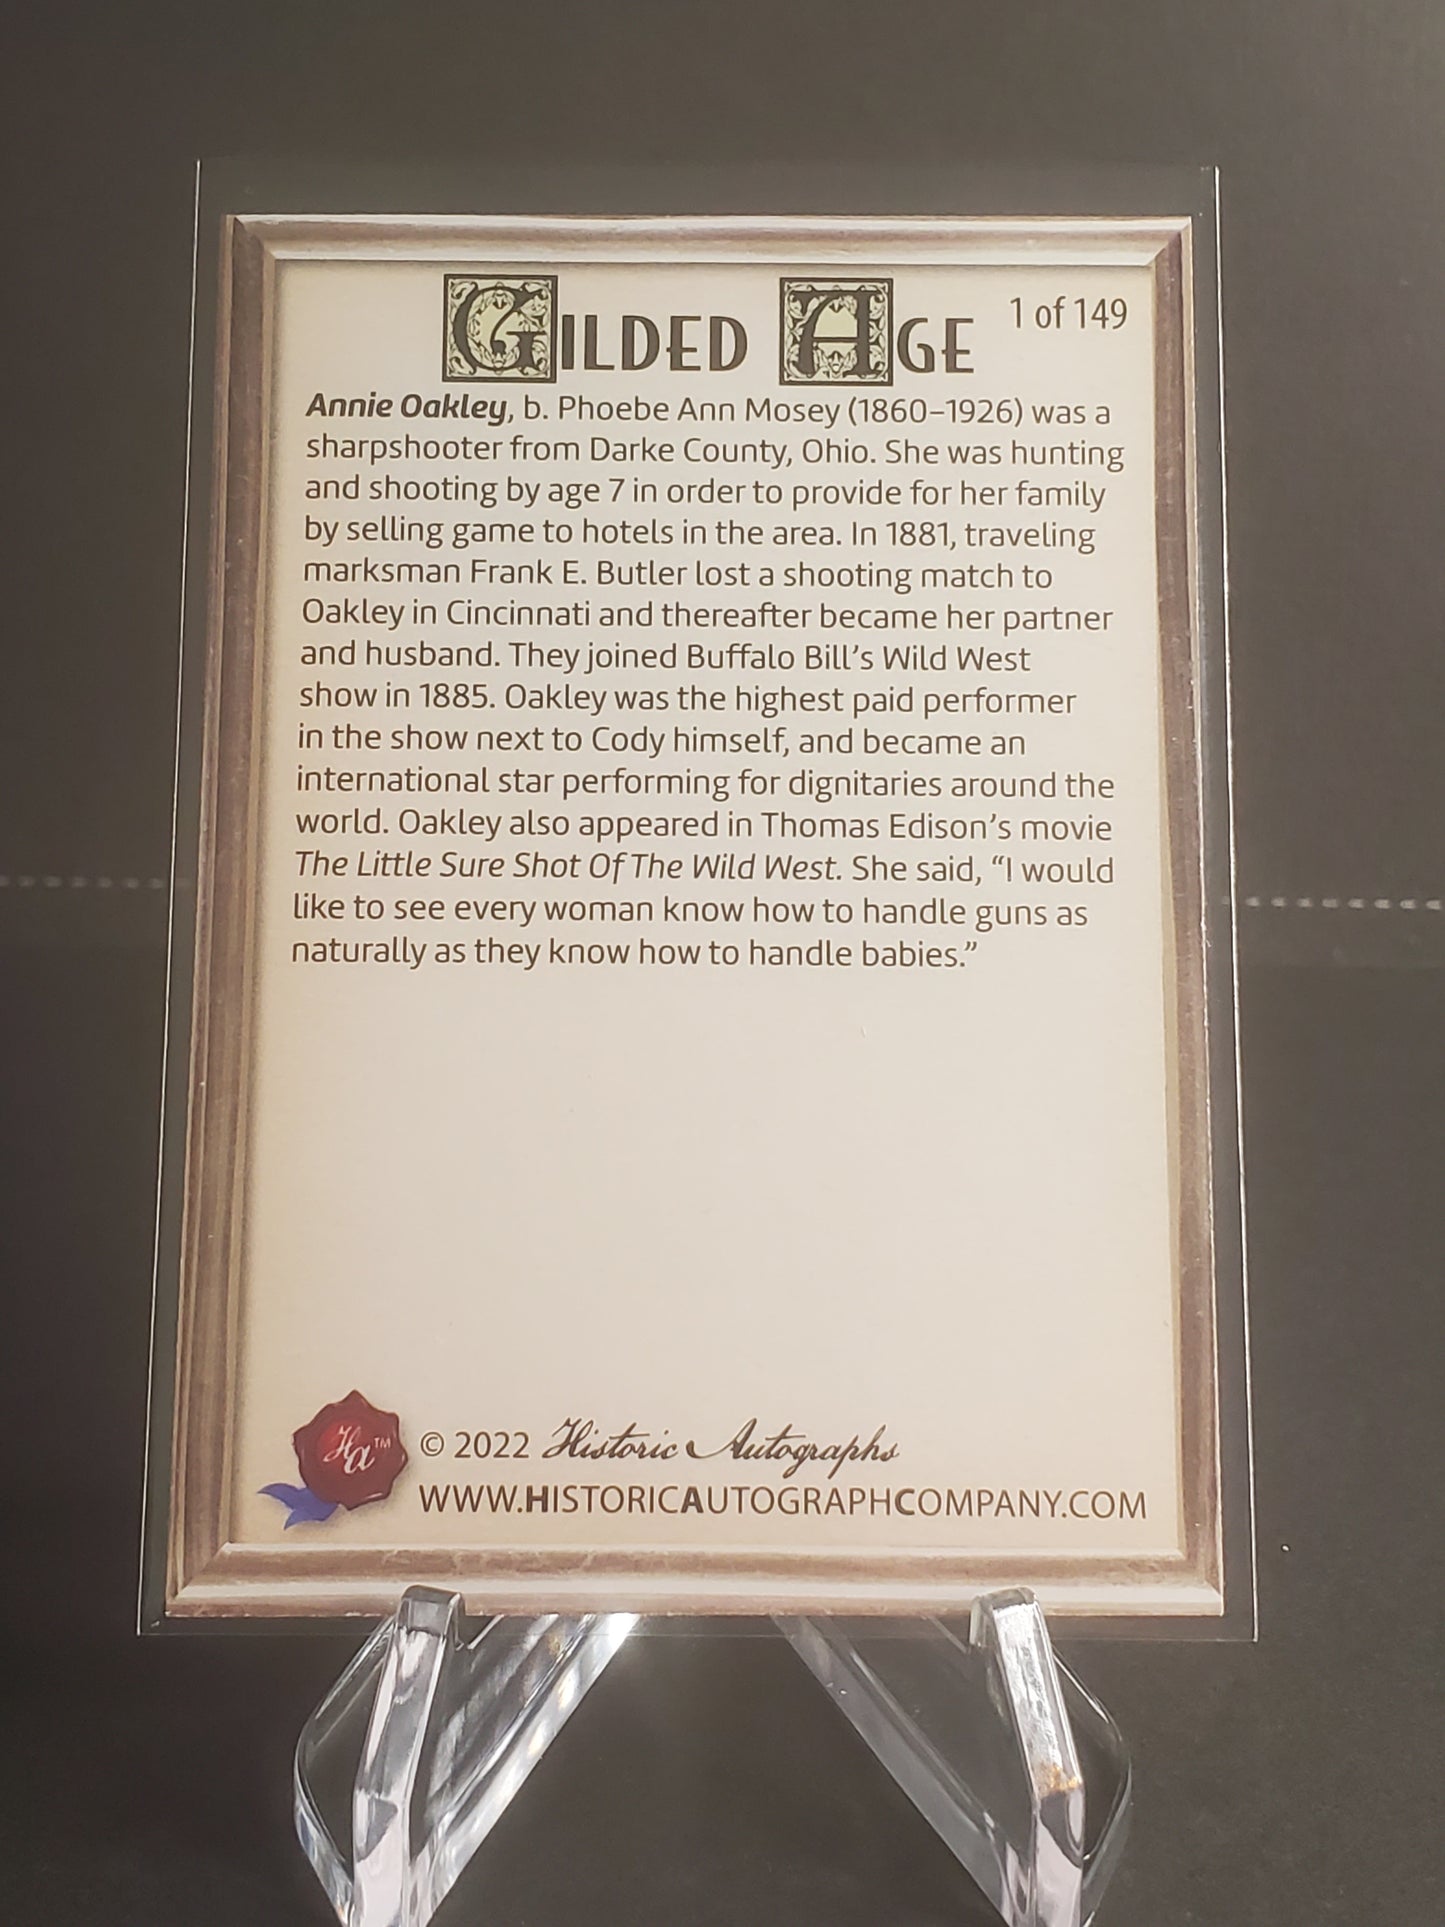 GILDED AGE 1 of 149
Annie Oakley, b. Phoebe Ann Mosey (1860–1926) was a
sharpshooter from Darke County, Ohio. She was hunting
and shooting by age 7 in order to provide for her family
by selling game to hotels in the area. In 1881, traveling
marksman Frank E. Butler lost a shooting match to
Oakley in Cincinnati and thereafter became her partner
and husband. They joined Buffalo Bill’s Wild West
show in 1885. Oakley was the highest paid performer
in the show next to Cody himself, and became an
international star performing for dignitaries around the
world. Oakley also appeared in Thomas Edison’s movie
The Little Sure Shot Of The Wild West. She said, “I would
like to see every woman know how to handle guns as
naturally as they know how to handle babies.”
Ha™ © 2022 Historic Autographs
WWW.HISTORICAUTOGRAPHCOMPANY.COM